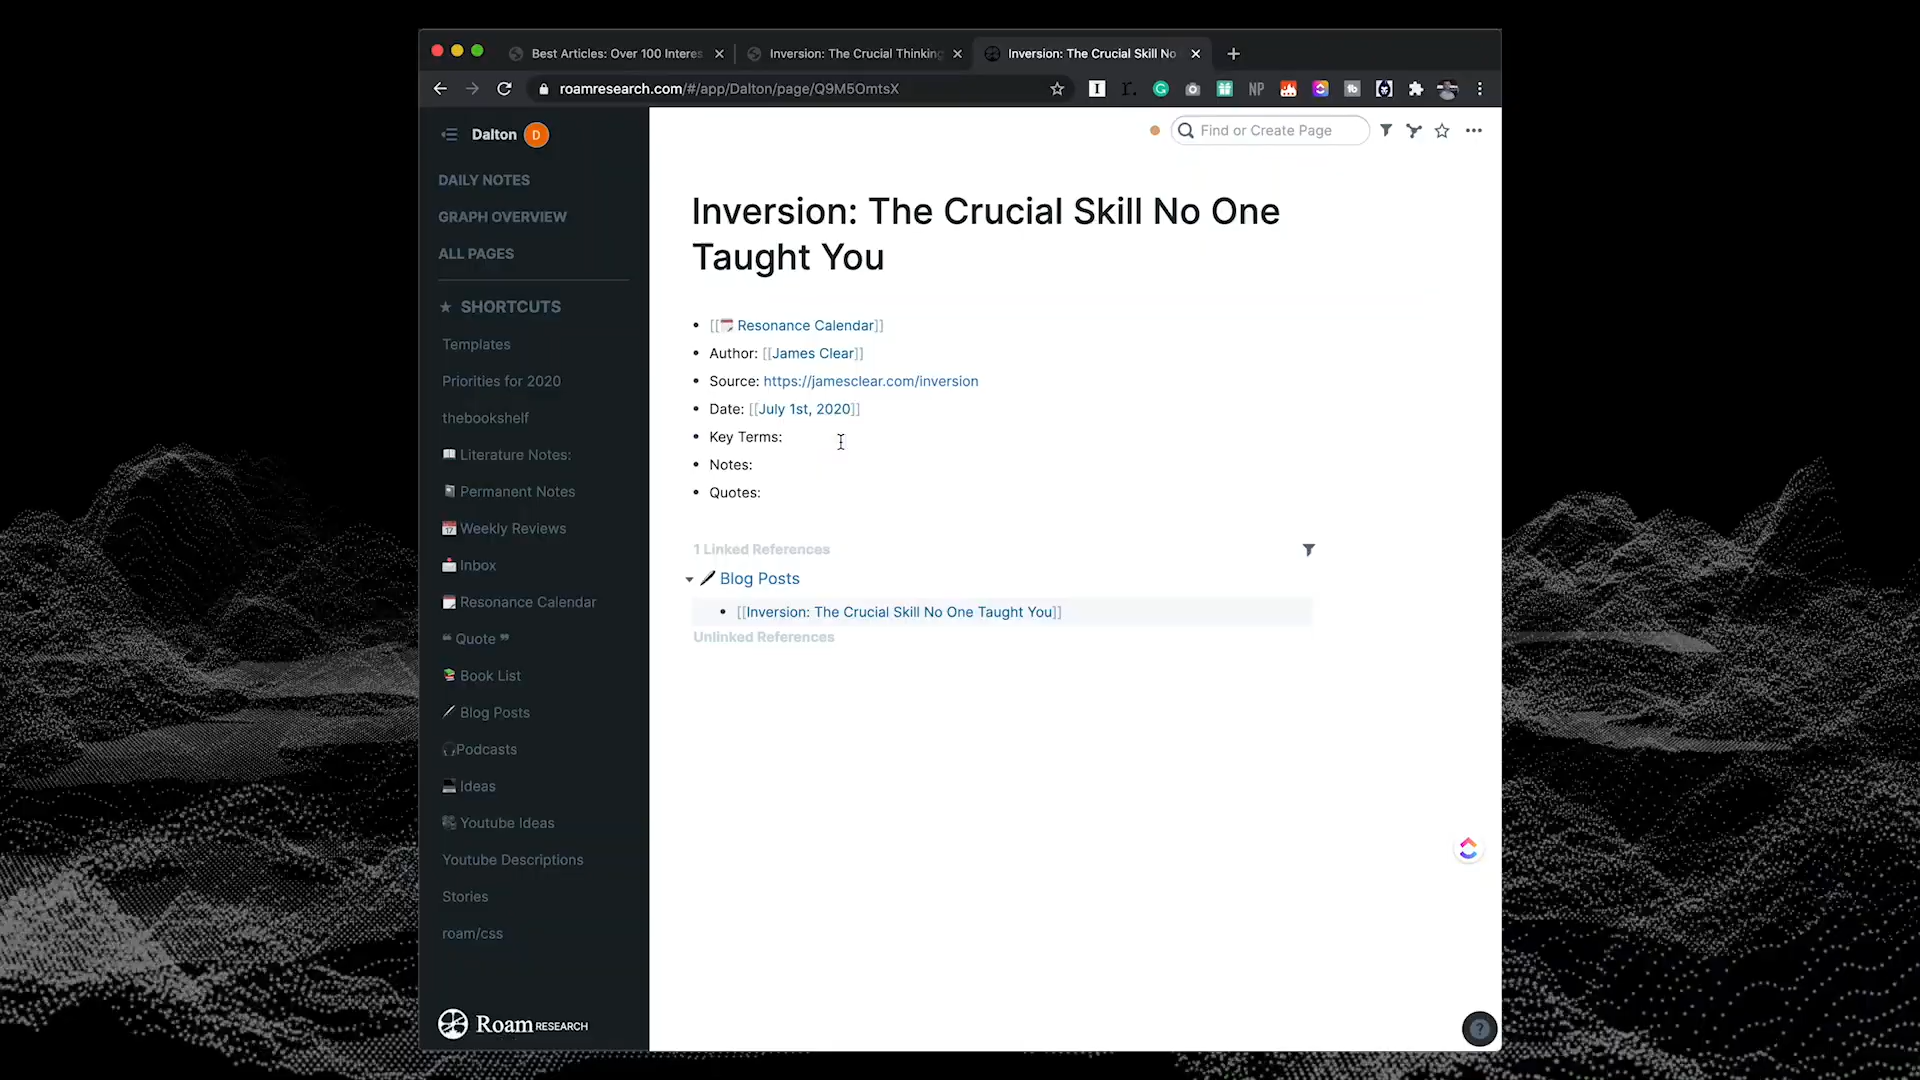 Best Articles: Over 100 Interes
Inversion: The Crucial Thinking
Inversion: The Crucial Skill No
roamresearch.com/#/app/Dalton/page/Q9M5OmtsX
NP
Dalton D
Find or Create Page
DAILY NOTES
GRAPH OVERVIEW
ALL PAGES
SHORTCUTS
Templates
Priorities for 2020
thebookshelf
Literature Notes:
Permanent Notes
Weekly Reviews
Inbox
Resonance Calendar
❝ Quote ❞
Book List
Blog Posts
Podcasts
Ideas
Youtube Ideas
Youtube Descriptions
Stories
roam/css
Roam RESEARCH
Inversion: The Crucial Skill No One
Taught You
[[Resonance Calendar]]
Author: [[James Clear]]
Source: https://jamesclear.com/inversion
Date: [[July 1st, 2020]]
Key Terms:
Notes:
Quotes:
1 Linked References
Blog Posts
[[Inversion: The Crucial Skill No One Taught You]]
Unlinked References
?